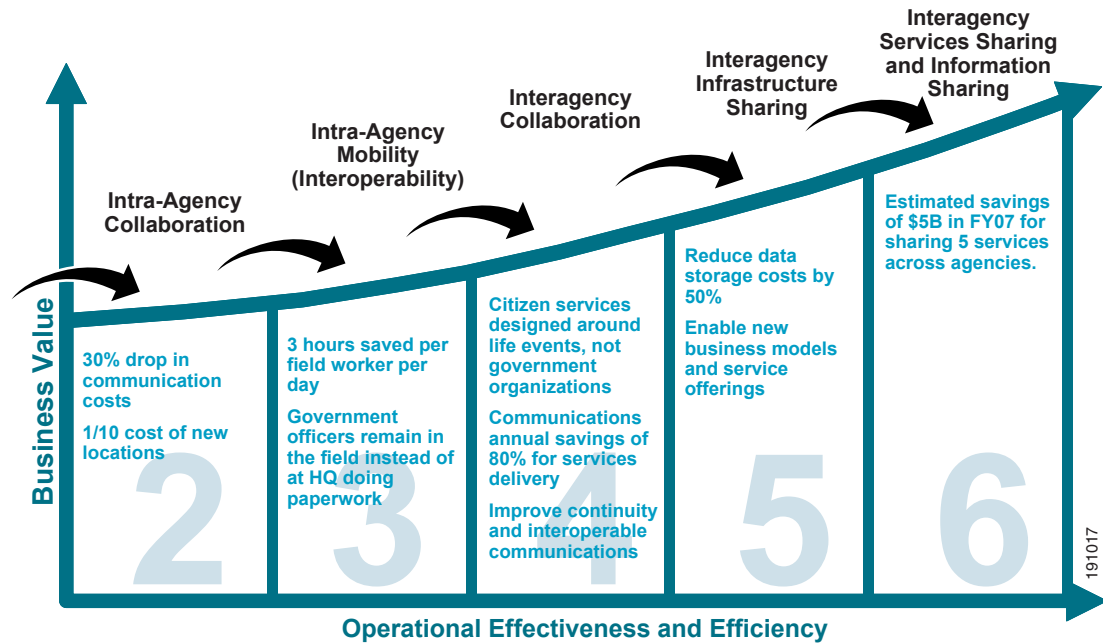 Interagency
Services Sharing
and Information
Sharing
Interagency
Infrastructure
Sharing
Interagency
Collaboration
Intra-Agency
Mobility
(Interoperability)
Intra-Agency
Collaboration
Business Value
30% drop in
communication
costs
1/10 cost of new
locations
2
3 hours saved per
field worker per
day
Government
officers remain in
the field instead of
at HQ doing
paperwork
3
Citizen services
designed around
life events, not
government
organizations
Communications
annual savings of
80% for services
delivery
Improve continuity
and interoperable
communications
4
Reduce data
storage costs by
50%
Enable new
business models
and service
offerings
5
Estimated savings
of $5B in FY07 for
sharing 5 services
across agencies.
6
191017
Operational Effectiveness and Efficiency